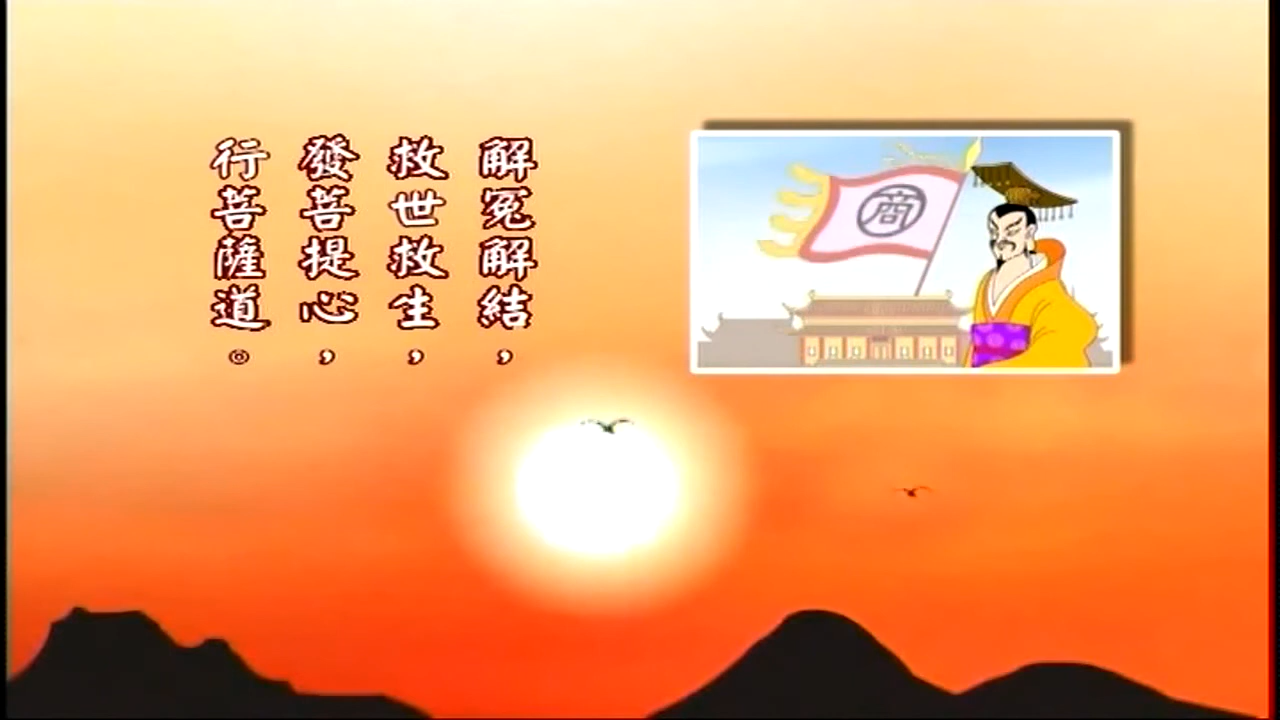 解冤解結，
救世救生，
發菩提心，
行菩薩道。
商